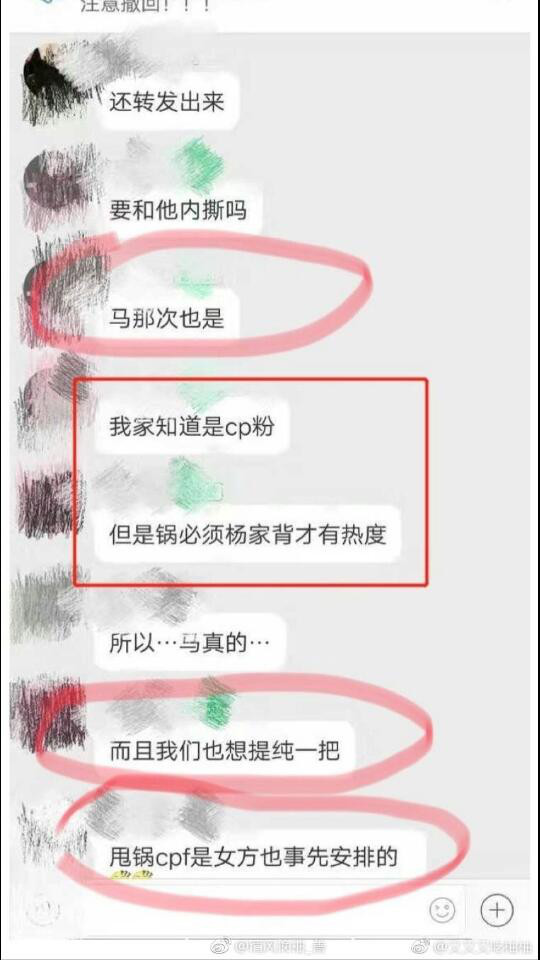 注意撤回！！！
还转发出来
要和他内撕吗
马那次也是
我家知道是cp粉
但是锅必须杨家背才有热度
所以…马真的…
而且我们也想提纯一把
甩锅cpf是女方也事先安排的